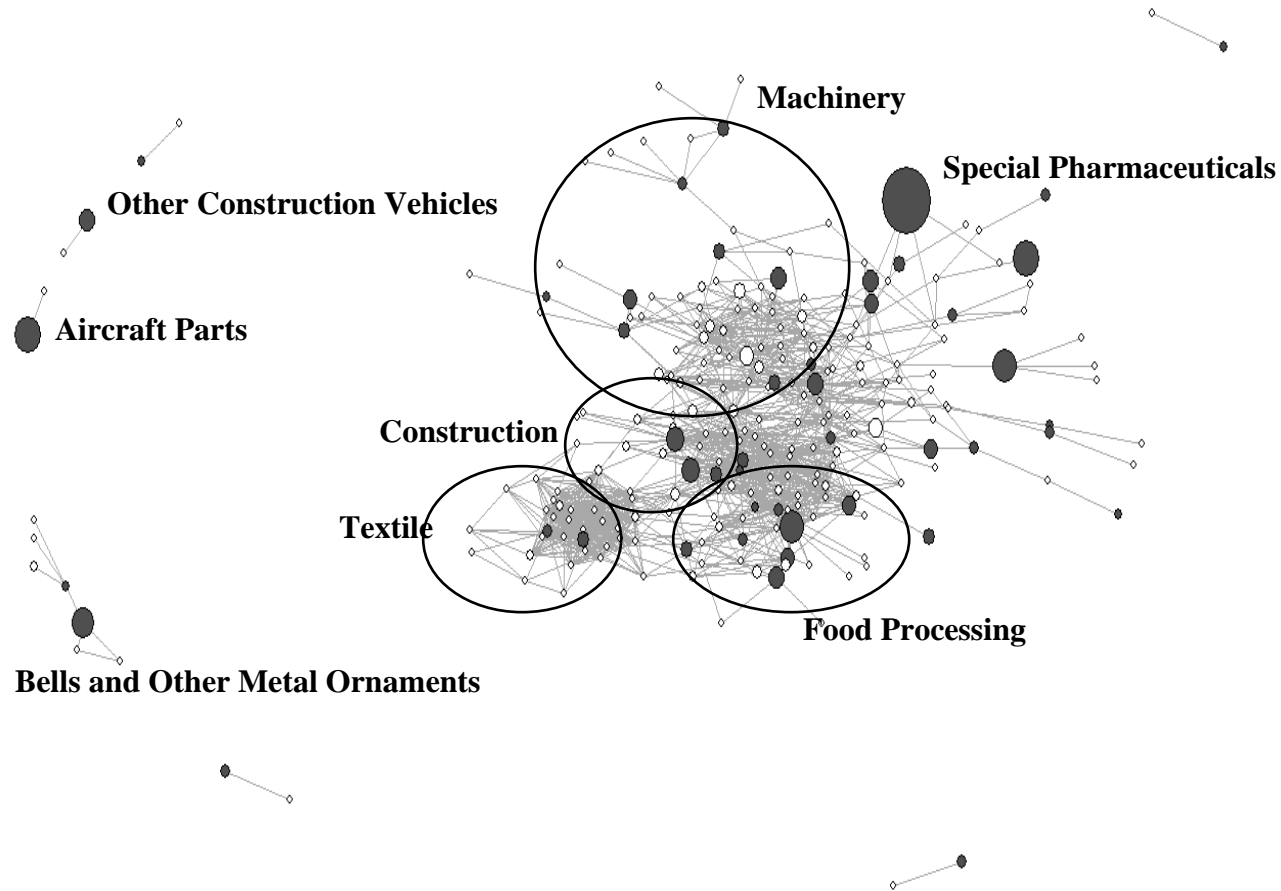 Machinery
Special Pharmaceuticals
Other Construction Vehicles
Aircraft Parts
Construction
Textile
Food Processing
Bells and Other Metal Ornaments